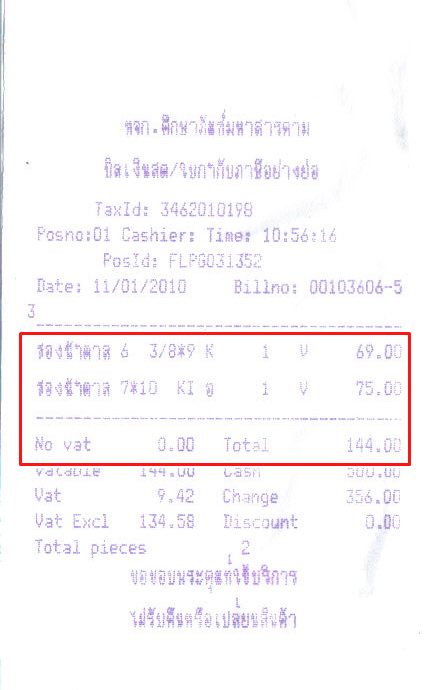 หจก.ศึกษาภัณฑ์มหาสารคาม
บิลเงินสด/ใบกำกับภาษีอย่างย่อ
TaxId: 3462010198
Posno:01 Cashier: Time: 10:56:16
PosId: FLPG031352
Date: 11/01/2010 Billno: 00103606-5
3
ซองน้ำตาล 6 3/8*9 K 1 V 69.00
ซองน้ำตาล 7*10 KI 1 V 75.00
No vat 0.00 Total 144.00
Vatable 144.00 Cash 500.00
Vat 9.42 Change 356.00
Vat Excl 134.58 Discount 0.00
Total pieces 2
ขอขอบพระคุณที่ใช้บริการ
ไม่รับคืนหรือเปลี่ยนสินค้า